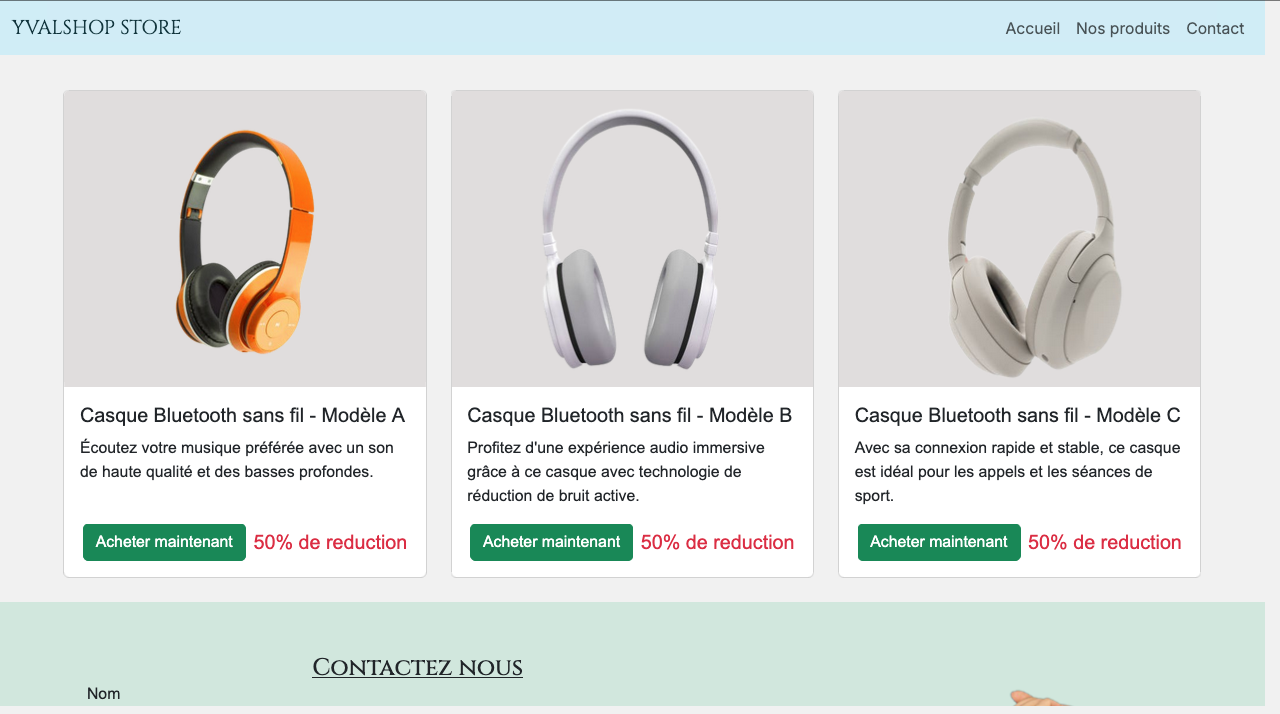 YVALSHOP STORE
Accueil Nos produits Contact
Casque Bluetooth sans fil - Modèle A
Écoutez votre musique préférée avec un son
de haute qualité et des basses profondes.
Acheter maintenant 50% de reduction
Casque Bluetooth sans fil - Modèle B
Profitez d'une expérience audio immersive
grâce à ce casque avec technologie de
réduction de bruit active.
Acheter maintenant 50% de reduction
Casque Bluetooth sans fil - Modèle C
Avec sa connexion rapide et stable, ce casque
est idéal pour les appels et les séances de
sport.
Acheter maintenant 50% de reduction
Contactez nous
Nom